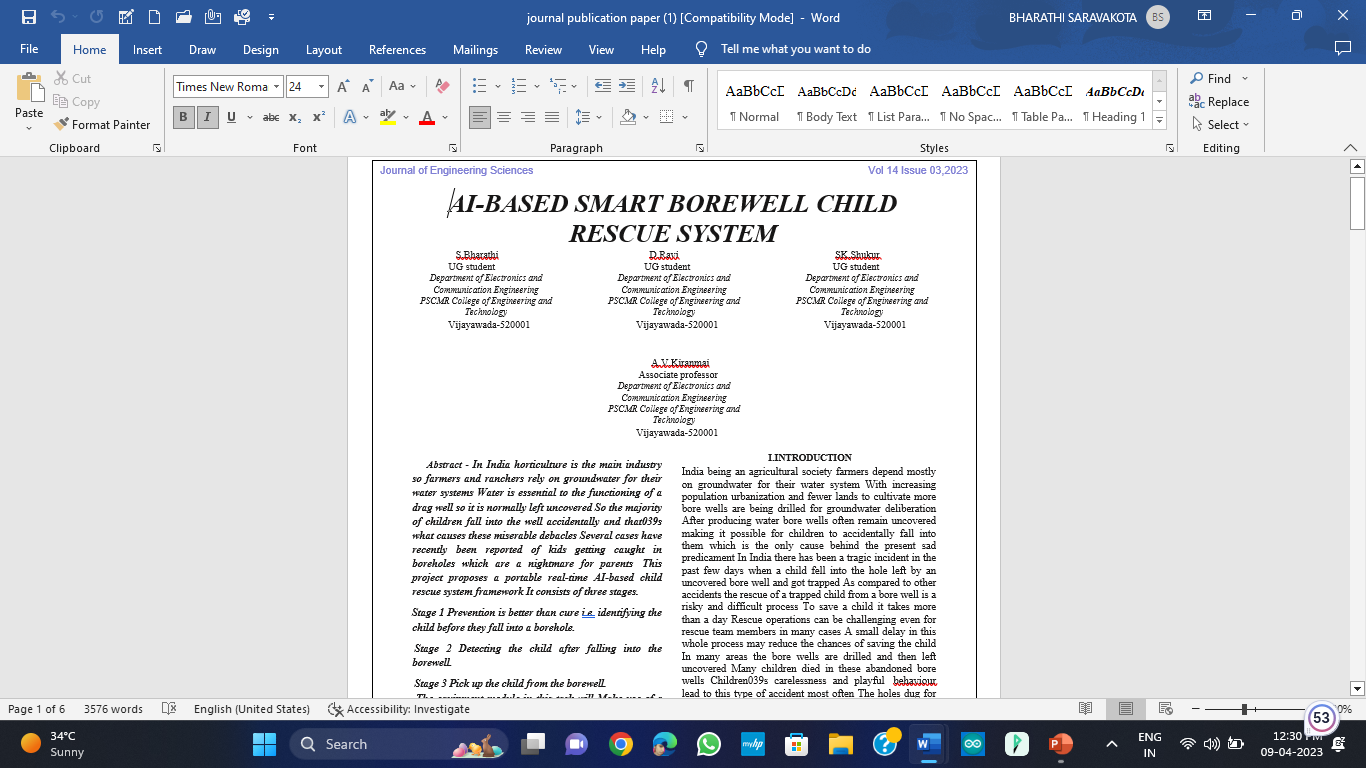 journal publication paper (1) [Compatibility Mode] - Word
BHARATHI SARAVAKOTA
BS
File
Home
Insert
Draw
Design
Layout
References
Mailings
Review
View
Help
Tell me what you want to do
Paste
Cut
Copy
Format Painter
Clipboard
Times New Roma
24
Font
Paragraph
AaBbCcI
¶ Normal
AaBbCcDd
¶ Body Text
AaBbCcI
¶ List Para...
AaBbCcI
¶ No Spac...
AaBbCcI
¶ Table Pa...
AaBbCcDa
¶ Heading 1
Styles
Find
Replace
Select
Editing
Journal of Engineering Sciences
Vol 14 Issue 03,2023
AI-BASED SMART BOREWELL CHILD
RESCUE SYSTEM
S.Bharathi
UG student
Department of Electronics and
Communication Engineering
PSCMR College of Engineering and
Technology
Vijayawada-520001
D.Ravi
UG student
Department of Electronics and
Communication Engineering
PSCMR College of Engineering and
Technology
Vijayawada-520001
SK.Shukur
UG student
Department of Electronics and
Communication Engineering
PSCMR College of Engineering and
Technology
Vijayawada-520001
A.V.Kiranmai
Associate professor
Department of Electronics and
Communication Engineering
PSCMR College of Engineering and
Technology
Vijayawada-520001
Abstract - In India horticulture is the main industry
so farmers and ranchers rely on groundwater for their
water systems Water is essential to the functioning of a
drag well so it is normally left uncovered So the majority
of children fall into the well accidentally and that039s
what causes these miserable debacles Several cases have
recently been reported of kids getting caught in
boreholes which are a nightmare for parents This
project proposes a portable real-time AI-based child
rescue system framework It consists of three stages.
Stage 1 Prevention is better than cure i.e. identifying the
child before they fall into a borehole.
Stage 2 Detecting the child after falling into the
borewell.
Stage 3 Pick up the child from the borewell.
I.INTRODUCTION
India being an agricultural society farmers depend mostly
on groundwater for their water system With increasing
population urbanization and fewer lands to cultivate more
bore wells are being drilled for groundwater deliberation
After producing water bore wells often remain uncovered
making it possible for children to accidentally fall into
them which is the only cause behind the present sad
predicament In India there has been a tragic incident in the
past few days when a child fell into the hole left by an
uncovered bore well and got trapped As compared to other
accidents the rescue of a trapped child from a bore well is a
risky and difficult process To save a child it takes more
than a day Rescue operations can be challenging even for
rescue team members in many cases A small delay in this
whole process may reduce the chances of saving the child
In many areas the bore wells are drilled and then left
uncovered Many children died in these abandoned bore
wells Children039s carelessness and playful behaviour
lead to this type of accident most often The holes dug for
Page 1 of 6
3576 words
English (United States)
Accessibility: Investigate
53
34°C
Sunny
Search
ENG
IN
12:30 PM
09-04-2023